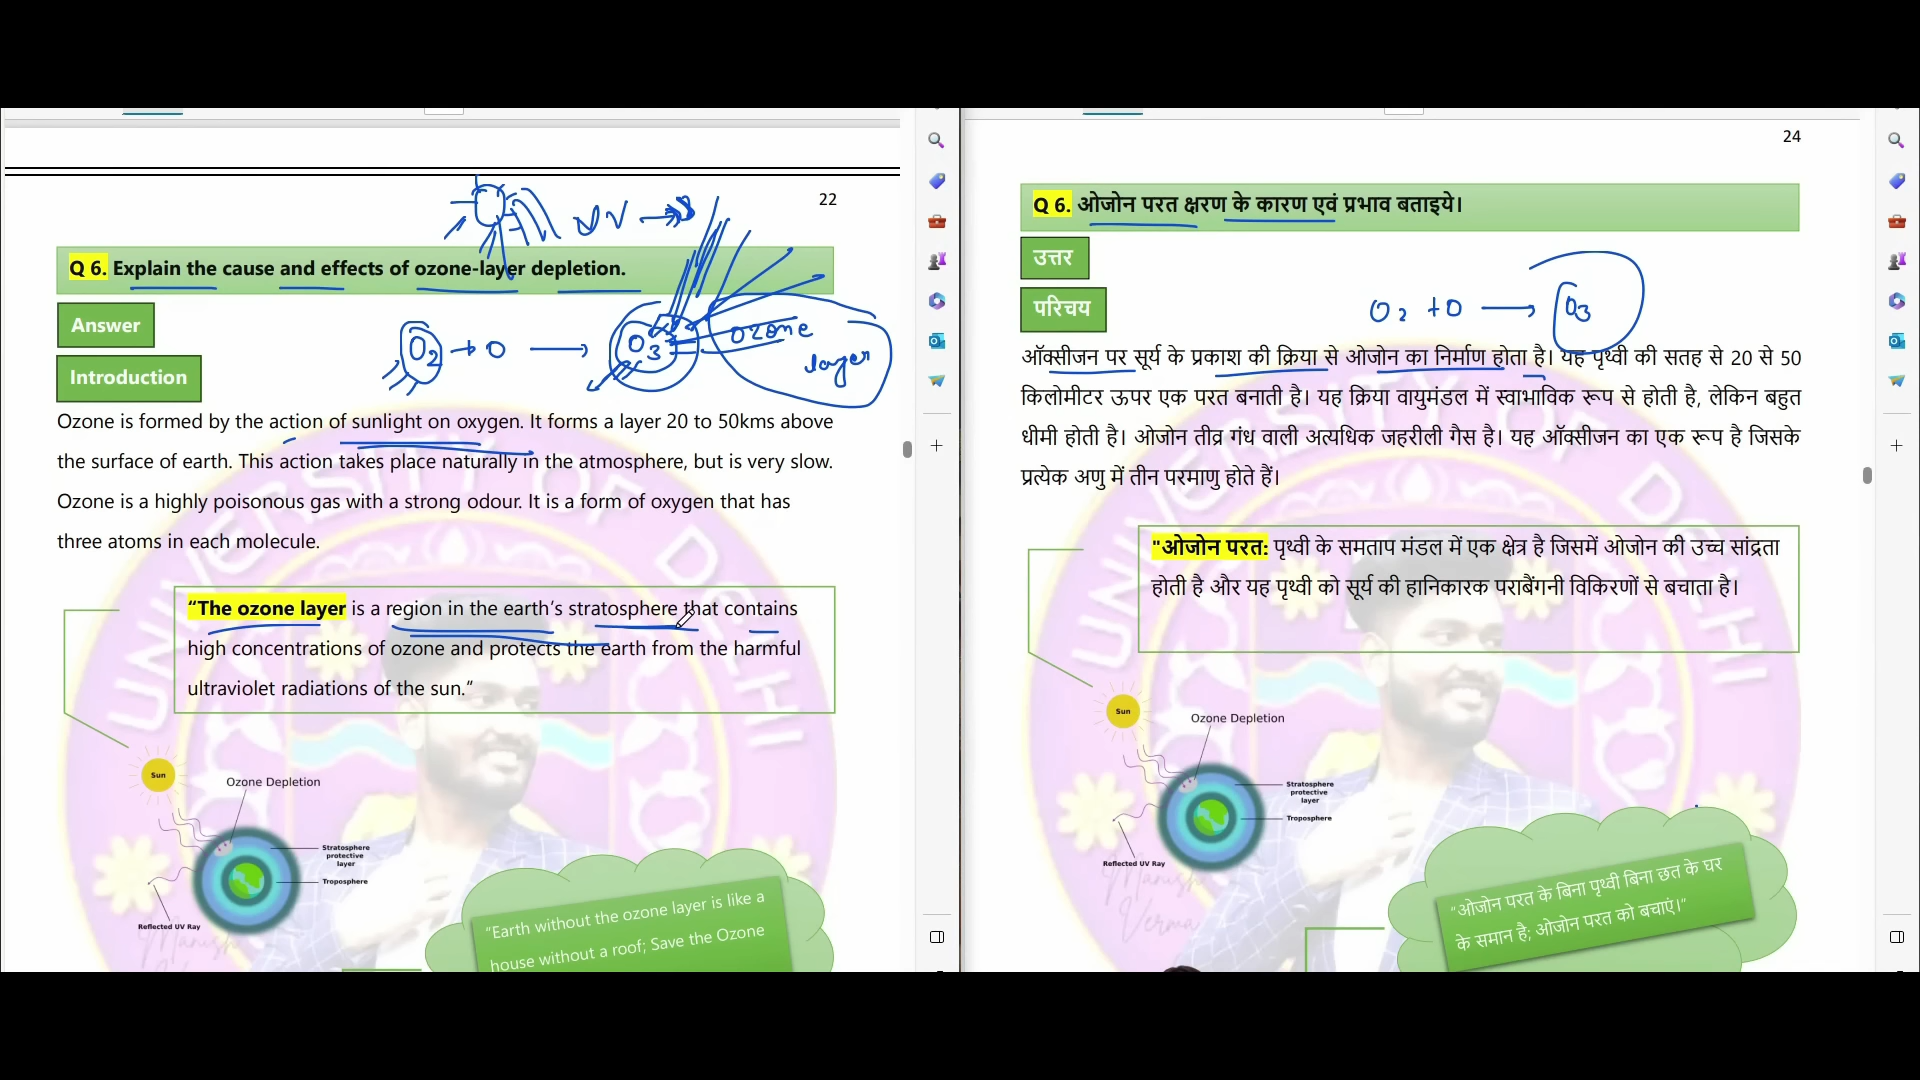 22
UV
Q 6. Explain the cause and effects of ozone-layer depletion.
Answer
O2 + O → O3
ozone
layer
Introduction
Ozone is formed by the action of sunlight on oxygen. It forms a layer 20 to 50kms above
the surface of earth. This action takes place naturally in the atmosphere, but is very slow.
Ozone is a highly poisonous gas with a strong odour. It is a form of oxygen that has
three atoms in each molecule.
“The ozone layer is a region in the earth’s stratosphere that contains
high concentrations of ozone and protects the earth from the harmful
ultraviolet radiations of the sun.“
Sun
Ozone Depletion
Stratosphere
protective
layer
Troposphere
Reflected UV Ray
“Earth without the ozone layer is like a
house without a roof; Save the Ozone
UNIVERSITY OF DELHI
24
Q 6. ओजोन परत क्षरण के कारण एवं प्रभाव बताइये।
उत्तर
परिचय
O2 + O → O3
ऑक्सीजन पर सूर्य के प्रकाश की क्रिया से ओजोन का निर्माण होता है। यह पृथ्वी की सतह से 20 से 50
किलोमीटर ऊपर एक परत बनाती है। यह क्रिया वायुमंडल में स्वाभाविक रूप से होती है, लेकिन बहुत
धीमी होती है। ओजोन तीव्र गंध वाली अत्यधिक जहरीली गैस है। यह ऑक्सीजन का एक रूप है जिसके
प्रत्येक अणु में तीन परमाणु होते हैं।
"ओजोन परत: पृथ्वी के समताप मंडल में एक क्षेत्र है जिसमें ओजोन की उच्च सांद्रता
होती है और यह पृथ्वी को सूर्य की हानिकारक पराबैंगनी विकिरणों से बचाता है।
Sun
Ozone Depletion
Stratosphere
protective
layer
Troposphere
Reflected UV Ray
“ओजोन परत के बिना पृथ्वी बिना छत के घर
के समान है; ओजोन परत को बचाएं।“
UNIVERSITY OF DELHI
Manish
Verma